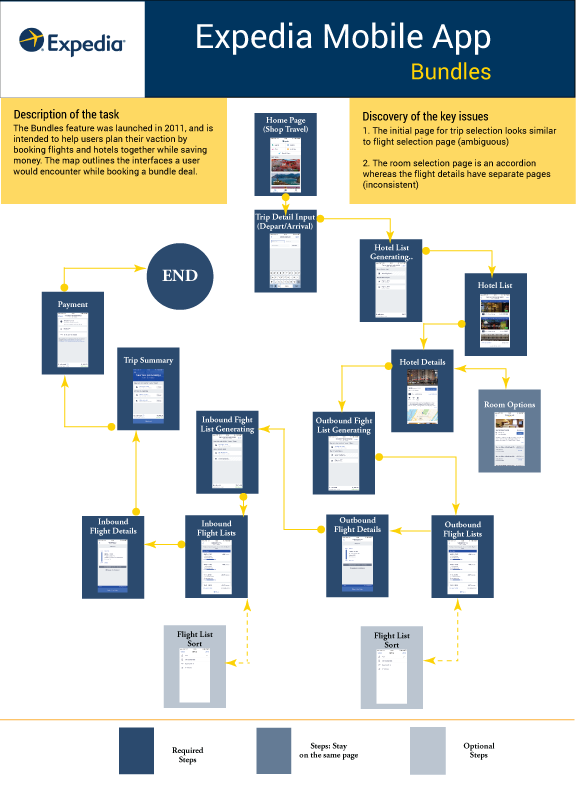 Expedia
Expedia Mobile App
Bundles
Description of the task
The Bundles feature was launched in 2011, and is
intended to help users plan their vaction by
booking flights and hotels together while saving
money. The map outlines the interfaces a user
would encounter while booking a bundle deal.
Discovery of the key issues
1. The initial page for trip selection looks similar
to flight selection page (ambiguous)
2. The room selection page is an accordion
whereas the flight details have separate pages
(inconsistent)
Home Page
(Shop Travel)
Trip Detail Input
(Depart/Arrival)
Hotel List
Generating..
Hotel List
Hotel Details
Room Options
Outbound Fight
List Generating
Outbound
Flight Lists
Outbound
Flight Details
Flight List
Sort
Inbound Fight
List Generating
Inbound
Flight Lists
Inbound
Flight Details
Flight List
Sort
Trip Summary
Payment
END
Required
Steps
Steps: Stay
on the same page
Optional
Steps